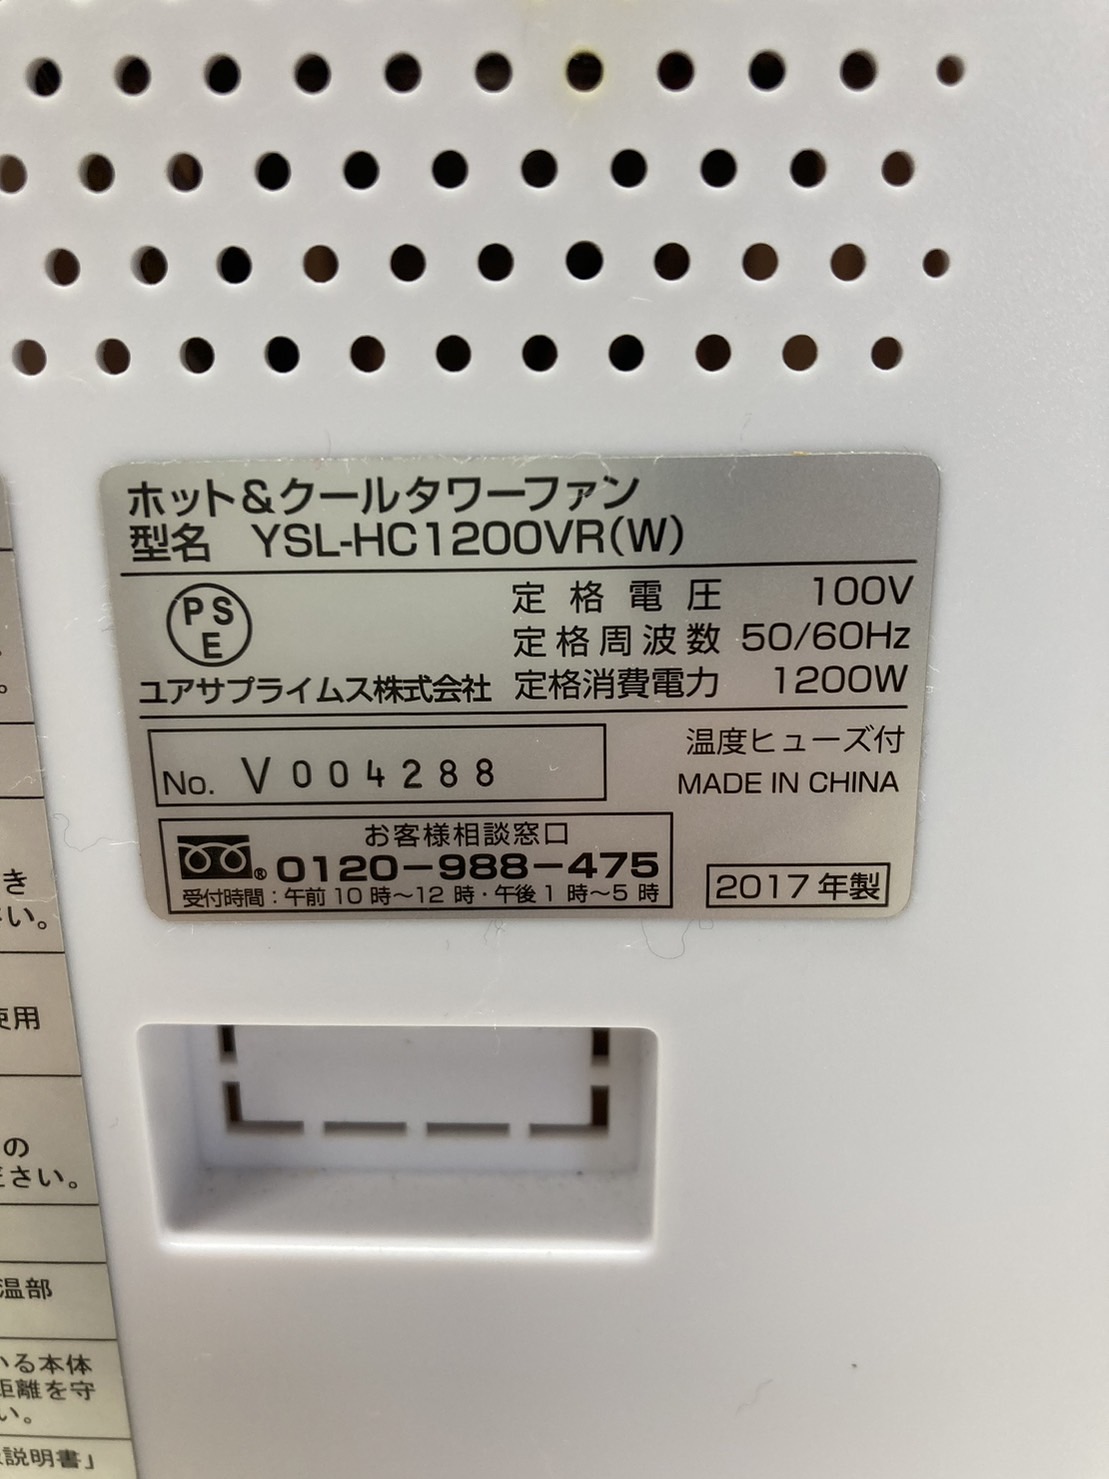 ホット&クールタワーファン
型名 YSL-HC1200VR(W)
PS
E
定格電圧 100V
定格周波数 50/60Hz
ユアサプライムス株式会社 定格消費電力 1200W
温度ヒューズ付
No. V004288
MADE IN CHINA
お客様相談窓口
® 0120-988-475
受付時間:午前10時~12時・午後1時~5時
2017年製
。
き
い。
使用
の
ださい。
温部
いる本体
距離を守
い。
説明書」